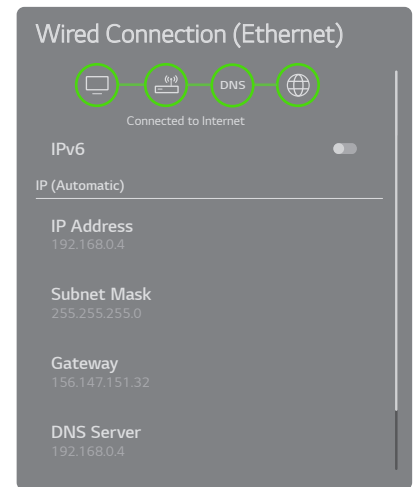 Wired Connection (Ethernet)
DNS
Connected to Internet
IPv6
IP (Automatic)
IP Address
192.168.0.4
Subnet Mask
255.255.255.0
Gateway
156.147.151.32
DNS Server
192.168.0.4